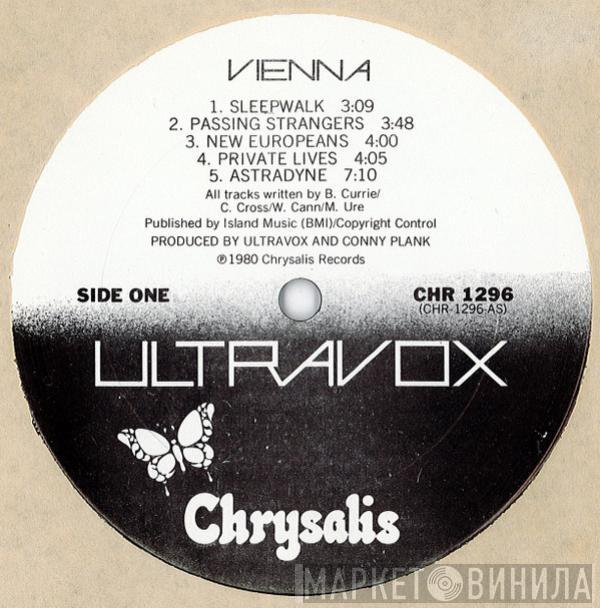 VIENNA
1. SLEEPWALK 3:09
2. PASSING STRANGERS 3:48
3. NEW EUROPEANS 4:00
4. PRIVATE LIVES 4:05
5. ASTRADYNE 7:10
All tracks written by B. Currie/
C. Cross/W. Cann/M. Ure
Published by Island Music (BMI)/Copyright Control
PRODUCED BY ULTRAVOX AND CONNY PLANK
℗1980 Chrysalis Records
SIDE ONE
CHR 1296
(CHR-1296-AS)
ULTRAVOX
Chrysalis
МАРКЕТ ВИНИЛА